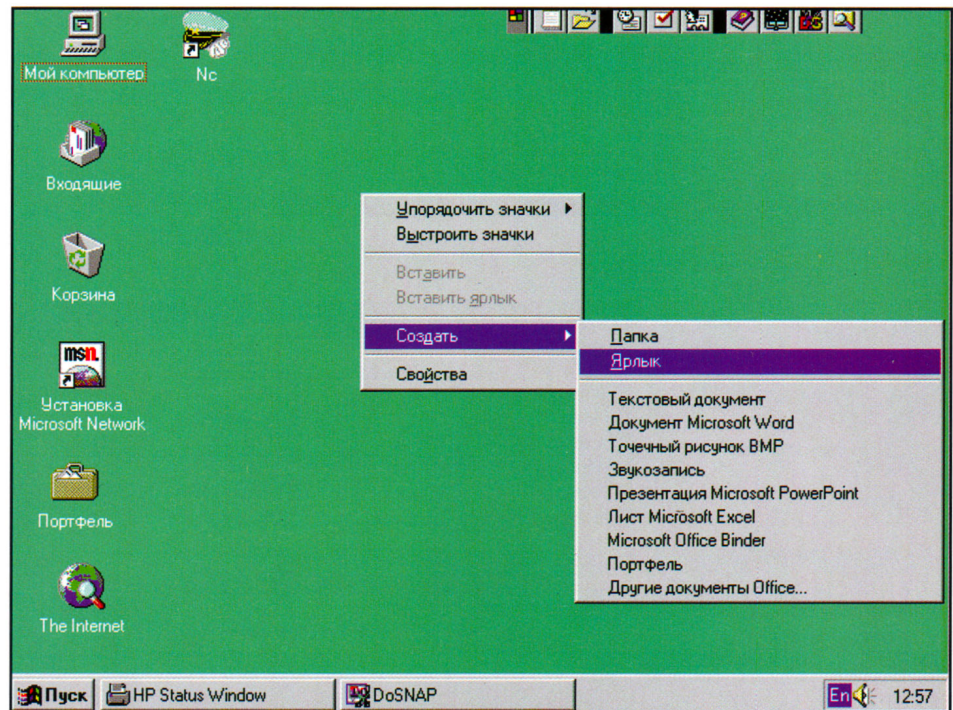 Мой компьютер
Nc
Входящие
Корзина
msn.
Установка
Microsoft Network
Портфель
The Internet
Упорядочить значки
Выстроить значки
Вставить
Вставить ярлык
Создать
Свойства
Папка
Ярлык
Текстовый документ
Документ Microsoft Word
Точечный рисунок BMP
Звукозапись
Презентация Microsoft PowerPoint
Лист Microsoft Excel
Microsoft Office Binder
Портфель
Другие документы Office...
Пуск
HP Status Window
DoSNAP
En
12:57